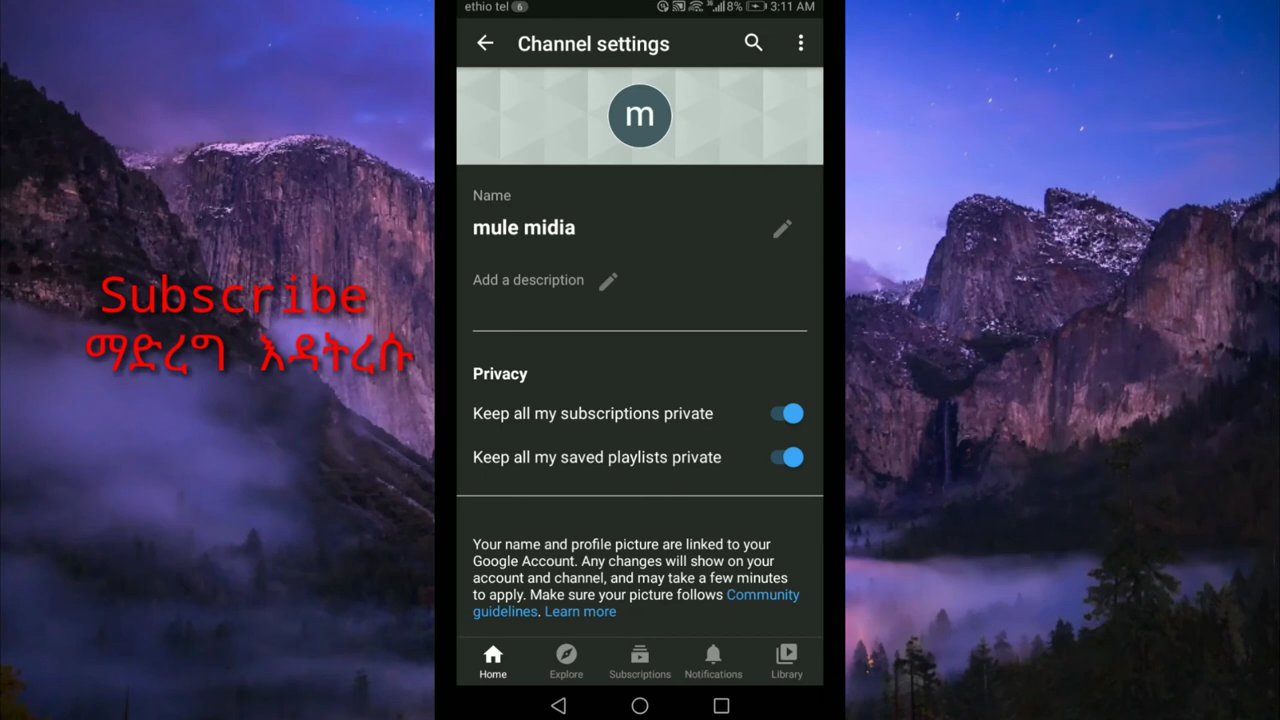 ethio tel 6 8% 3:11 AM
Channel settings
m
Name
mule midia
Add a description
Subscribe
ማድረግ እዳትረሱ
Privacy
Keep all my subscriptions private
Keep all my saved playlists private
Your name and profile picture are linked to your
Google Account. Any changes will show on your
account and channel, and may take a few minutes
to apply. Make sure your picture follows Community
guidelines. Learn more
Home Explore Subscriptions Notifications Library